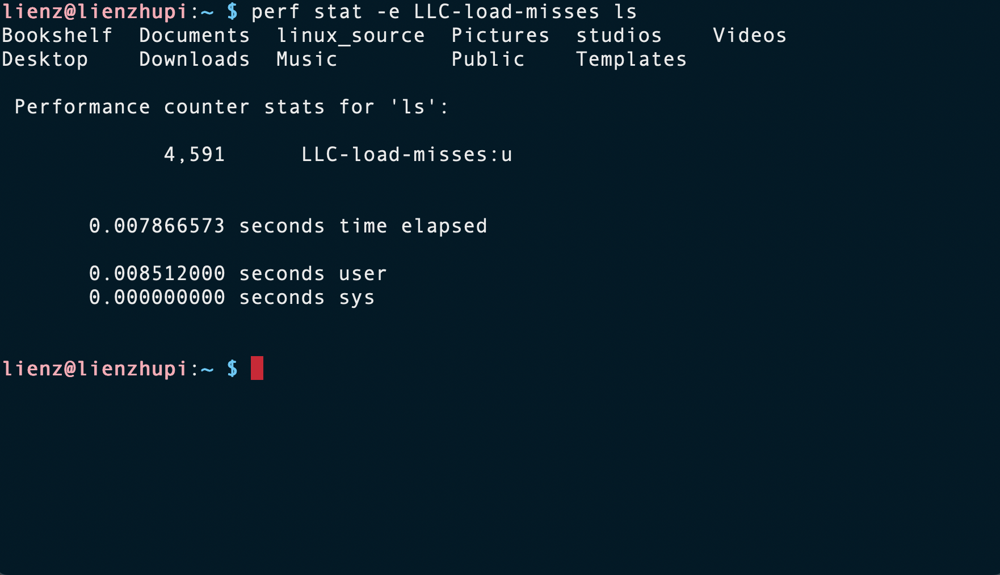 lienz@lienzhupi:~ $ perf stat -e LLC-load-misses ls
Bookshelf  Documents  linux_source  Pictures  studios    Videos
Desktop    Downloads  Music         Public    Templates
 Performance counter stats for 'ls':
             4,591      LLC-load-misses:u
       0.007866573 seconds time elapsed
       0.008512000 seconds user
       0.000000000 seconds sys
lienz@lienzhupi:~ $